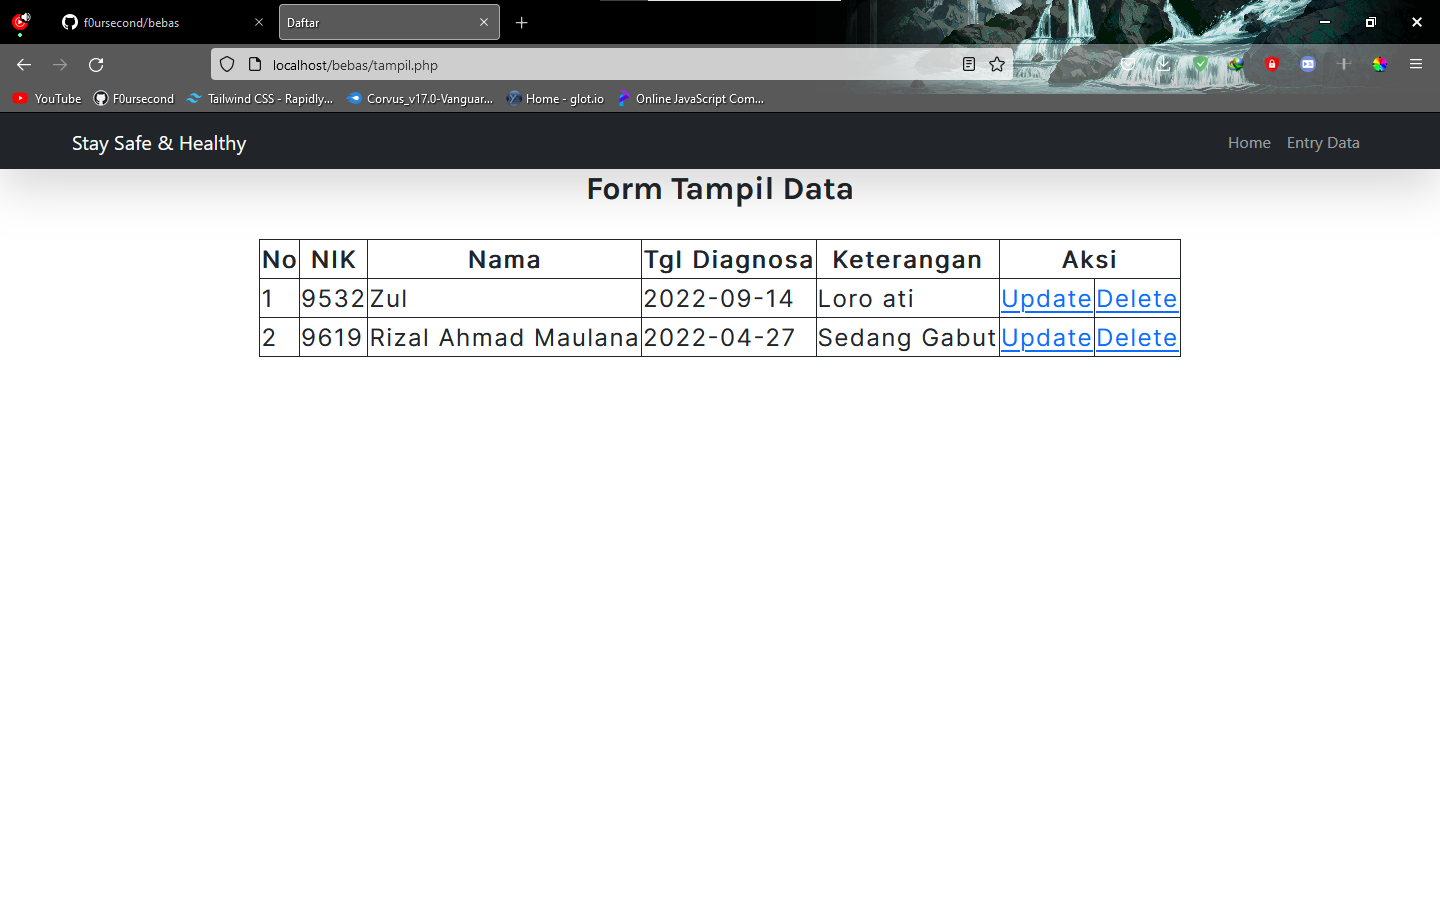 f0ursecond/bebas
Daftar
localhost/bebas/tampil.php
YouTube F0ursecond Tailwind CSS - Rapidly... Corvus_v17.0-Vanguar... Home - glot.io Online JavaScript Com...
Stay Safe & Healthy Home Entry Data
Form Tampil Data
No NIK Nama Tgl Diagnosa Keterangan Aksi
1 9532 Zul 2022-09-14 Loro ati Update Delete
2 9619 Rizal Ahmad Maulana 2022-04-27 Sedang Gabut Update Delete